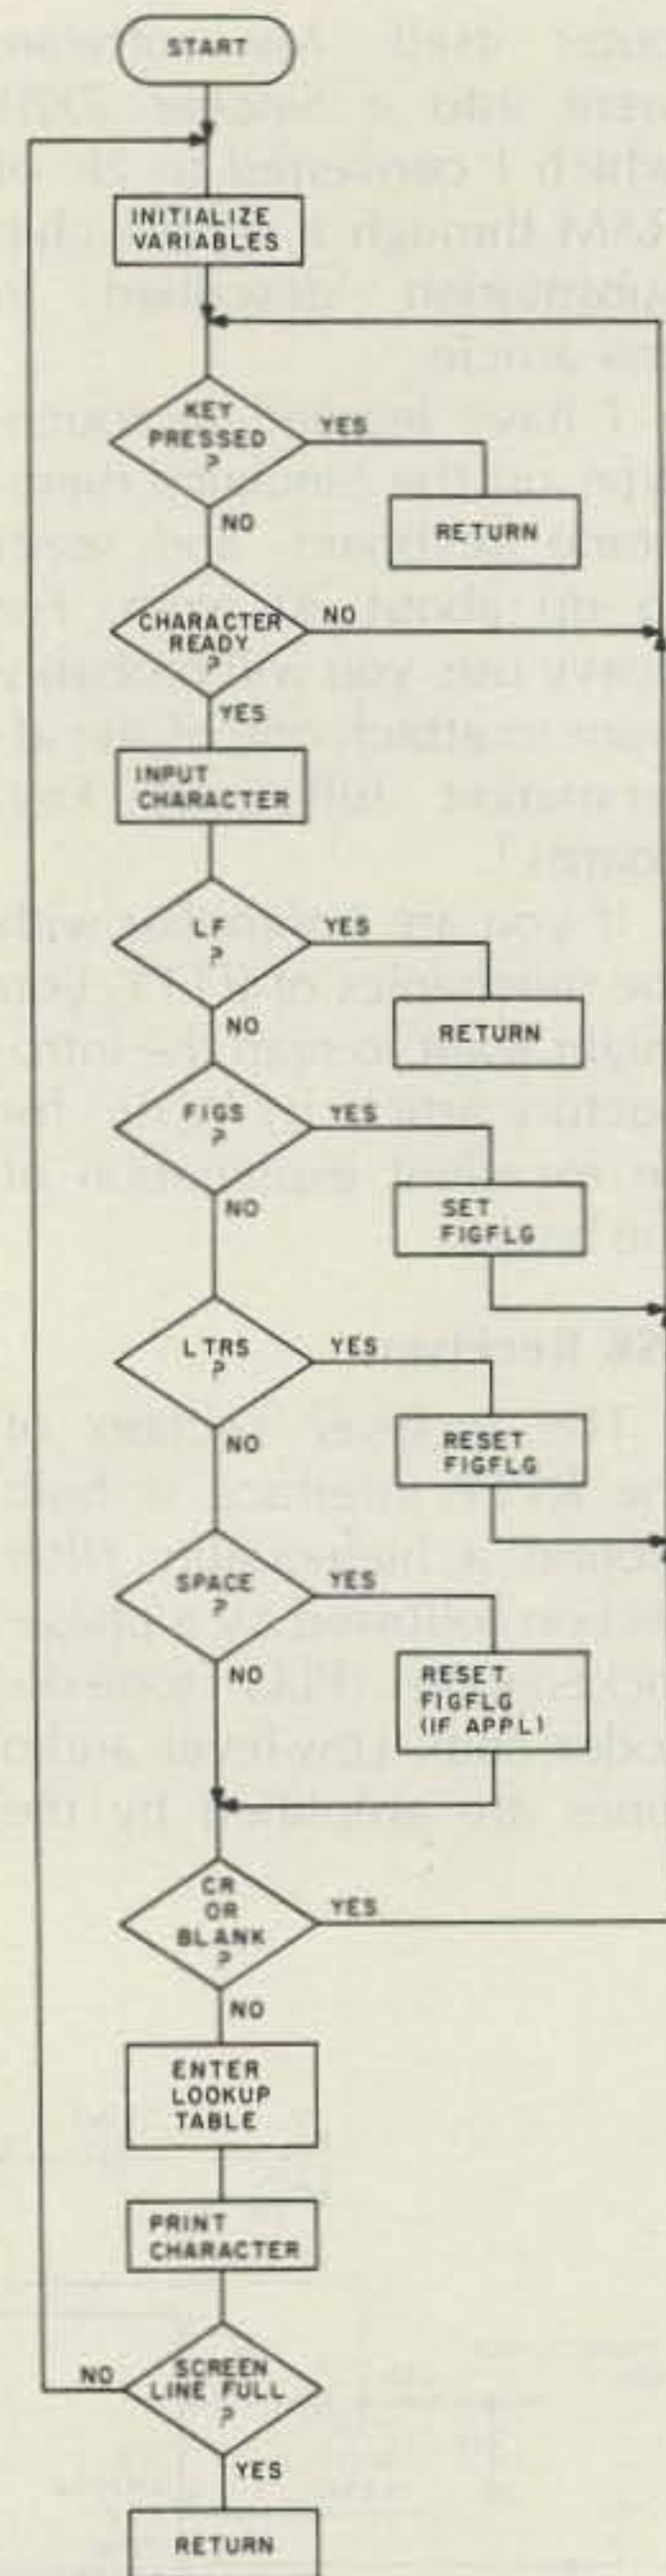 START
INITIALIZE
VARIABLES
KEY
PRESSED
?
YES
RETURN
NO
CHARACTER
READY
?
NO
YES
INPUT
CHARACTER
LF
?
YES
RETURN
NO
FIGS
?
YES
SET
FIGFLG
NO
LTRS
?
YES
RESET
FIGFLG
NO
SPACE
?
YES
RESET
FIGFLG
(IF APPL)
NO
CR
OR
BLANK
?
YES
NO
ENTER
LOOKUP
TABLE
PRINT
CHARACTER
SCREEN
LINE FULL
?
NO
YES
RETURN